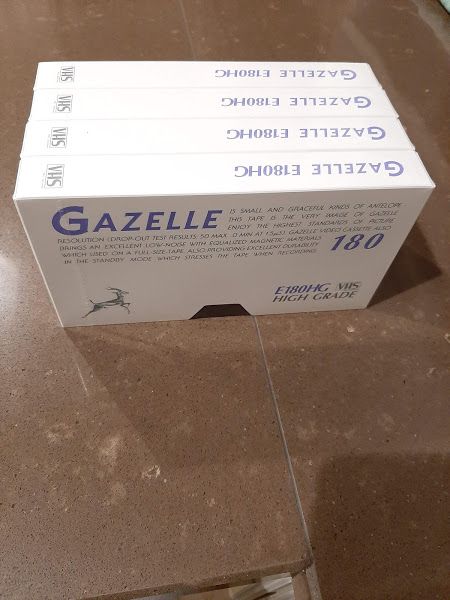 GAZELLE E180HG VHS
GAZELLE E180HG VHS
GAZELLE E180HG VHS
GAZELLE E180HG VHS
GAZELLE IS SMALL AND GRACEFUL KINDS OF ANTELOPE.
THIS TAPE IS THE VERY IMAGE OF GAZELLE.
ENJOY THE HIGHEST STANDARDS OF PICTURE
RESOLUTION (DROP-OUT TEST RESULTS, 50 MAX. 0 MIN AT 15μS). GAZELLE VIDEO CASSETTE ALSO
BRINGS AN EXCELLENT LOW-NOISE WITH EQUALIZED MAGNETIC MATERIALS
WHICH USED ON A FULL-SIZE TAPE. ALSO PROVIDING EXCELLENT DURABILITY
IN THE STANDBY MODE WHICH STRESSES THE TAPE WHEN RECORDING.
180
E180HG VHS
HIGH GRADE